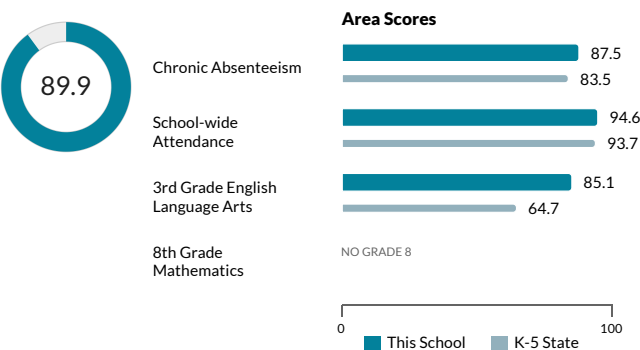 Area Scores
89.9
Chronic Absenteeism
87.5
83.5
School-wide
Attendance
94.6
93.7
3rd Grade English
Language Arts
85.1
64.7
8th Grade
Mathematics
NO GRADE 8
0
100
This School
K-5 State